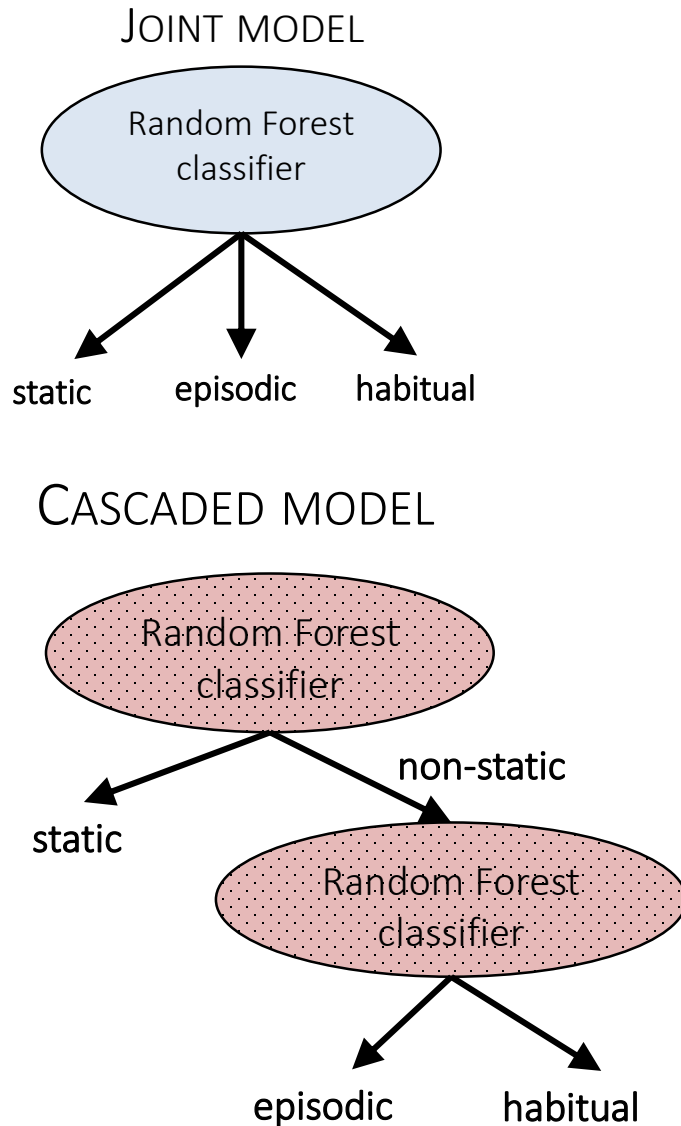 JOINT MODEL
Random Forest
classifier
static episodic habitual
CASCADED MODEL
Random Forest
classifier
non-static
static
Random Forest
classifier
episodic habitual